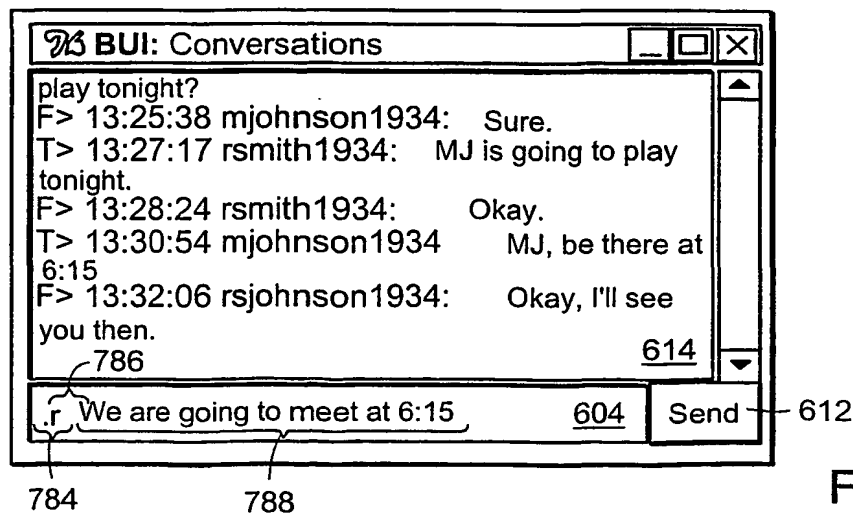 BUI: Conversations
play tonight?
F> 13:25:38 mjohnson1934: Sure.
T> 13:27:17 rsmith1934: MJ is going to play
tonight.
F> 13:28:24 rsmith1934: Okay.
T> 13:30:54 mjohnson1934 MJ, be there at
6:15
F> 13:32:06 rsjohnson1934: Okay, I'll see
you then.
614
786
.r We are going to meet at 6:15 604 Send 612
784 788
F